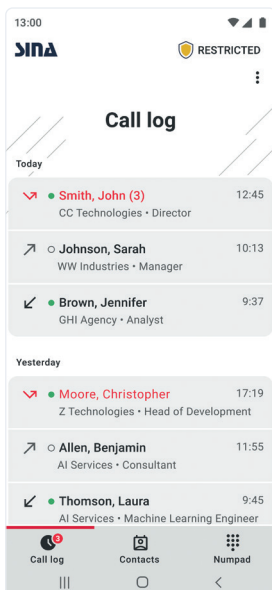 13:00
SINA
RESTRICTED
Call log
Today
Smith, John (3)
12:45
CC Technologies • Director
Johnson, Sarah
10:13
WW Industries • Manager
Brown, Jennifer
9:37
GHI Agency • Analyst
Yesterday
Moore, Christopher
17:19
Z Technologies • Head of Development
Allen, Benjamin
11:55
AI Services • Consultant
Thomson, Laura
9:45
AI Services • Machine Learning Engineer
3
Call log
Contacts
Numpad